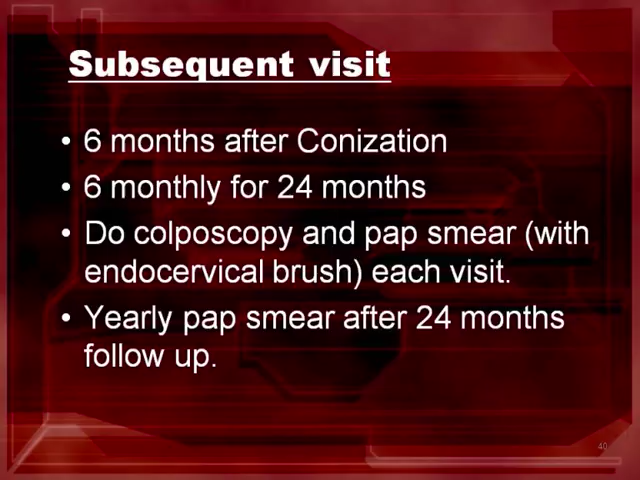 Subsequent visit
• 6 months after Conization
• 6 monthly for 24 months
• Do colposcopy and pap smear (with
endocervical brush) each visit.
• Yearly pap smear after 24 months
follow up.
40